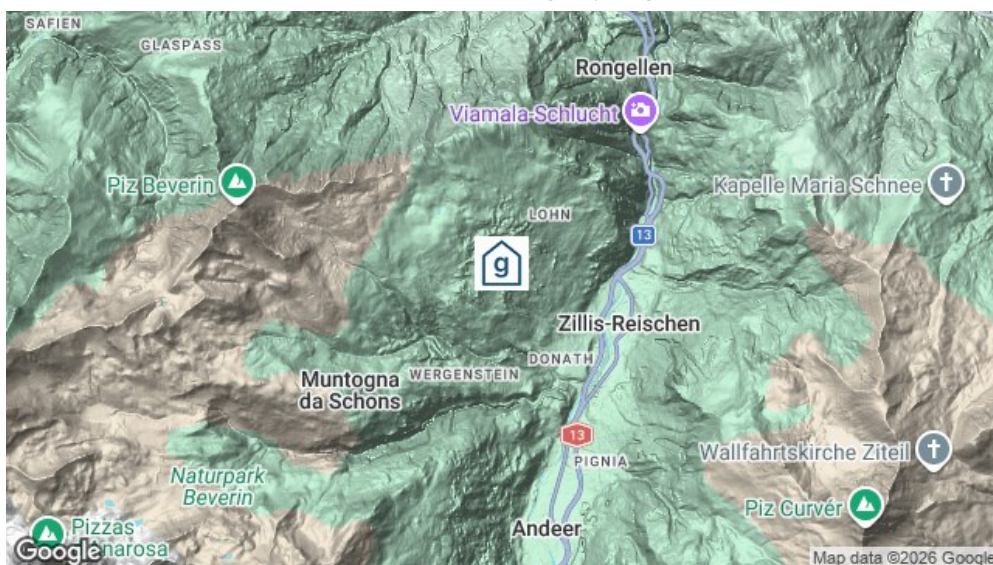 SAFIEN
GLASPASS
Rongellen
Viamala-Schlucht
Piz Beverin
Kapelle Maria Schnee
LOHN
13
g
Zillis-Reischen
DONATH
WERGENSTEIN
Muntogna
da Schons
13
Wallfahrtskirche Ziteil
PIGNIA
Naturpark
Beverin
Piz Curvér
Andeer
Pizzas
Google
Map data ©2026 Google